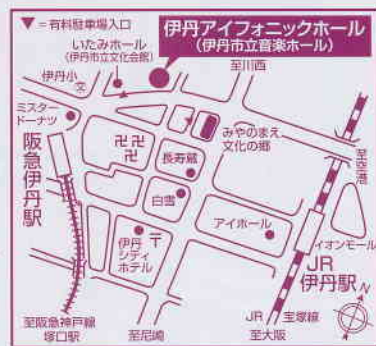 ▼=有料駐車場入口
伊丹アイフォニックホール
(伊丹市立音楽ホール)
いたみホール
(伊丹市立文化会館)
至川西
伊丹小
文
ミスター
ドーナツ
みやのまえ
文化の郷
卍 卍
卍
長寿蔵
至空港
阪急伊丹駅
白雪
アイホール
伊丹
シティ
ホテル
〒
イオンモール
JR
伊丹駅
N
至阪急神戸線
塚口駅
至尼崎
JR 宝塚線
至大阪